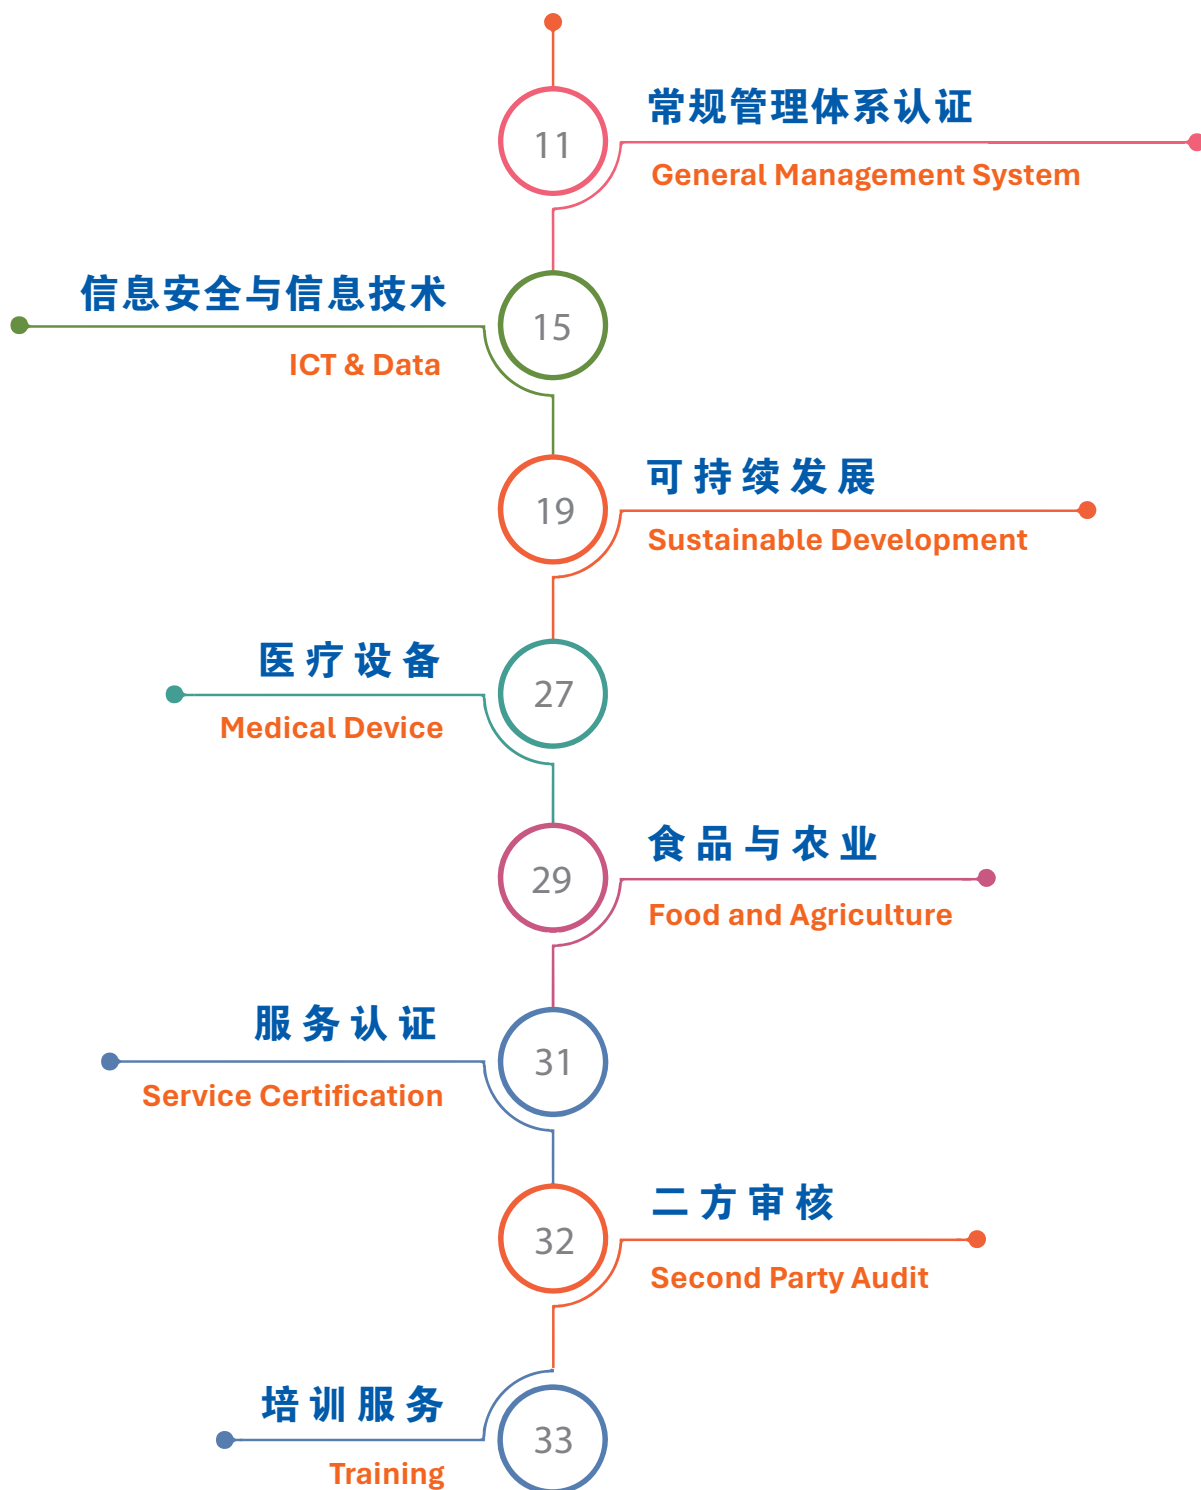 常规管理体系认证
11
General Management System
信息安全与信息技术
15
ICT & Data
可持续发展
19
Sustainable Development
医疗设备
27
Medical Device
食品与农业
29
Food and Agriculture
服务认证
31
Service Certification
二方审核
32
Second Party Audit
培训服务
33
Training